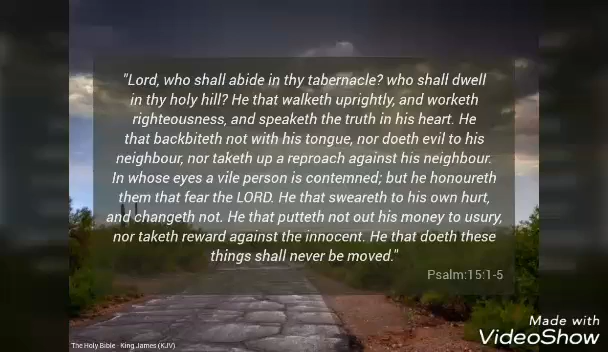 "Lord, who shall abide in thy tabernacle? who shall dwell
in thy holy hill? He that walketh uprightly, and worketh
righteousness, and speaketh the truth in his heart. He
that backbiteth not with his tongue, nor doeth evil to his
neighbour, nor taketh up a reproach against his neighbour.
In whose eyes a vile person is contemned; but he honoureth
them that fear the LORD. He that sweareth to his own hurt,
and changeth not. He that putteth not out his money to usury,
nor taketh reward against the innocent. He that doeth these
things shall never be moved."
Psalm:15:1-5
The Holy Bible - King James (KJV)
Made with
VideoShow